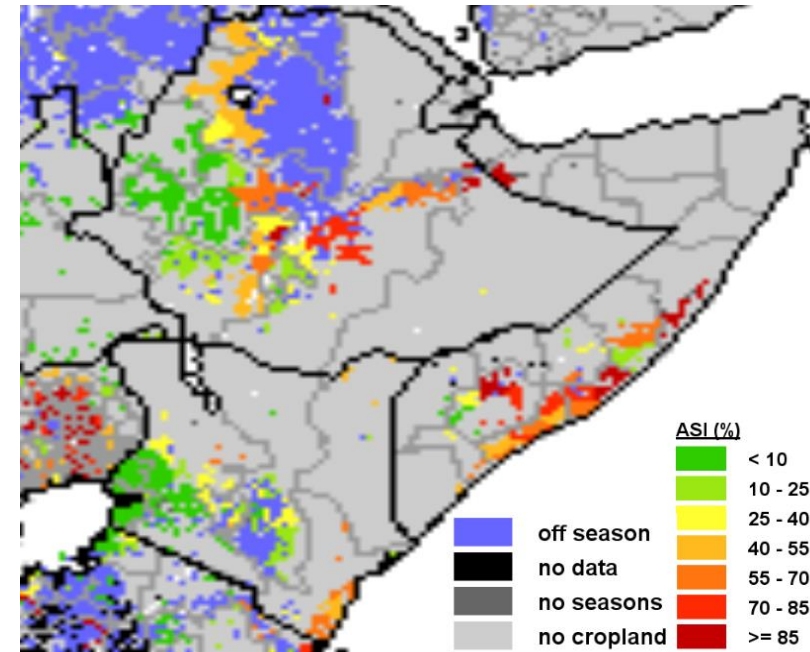 ASI (%)
< 10
10 - 25
25 - 40
40 - 55
55 - 70
70 - 85
>= 85
off season
no data
no seasons
no cropland